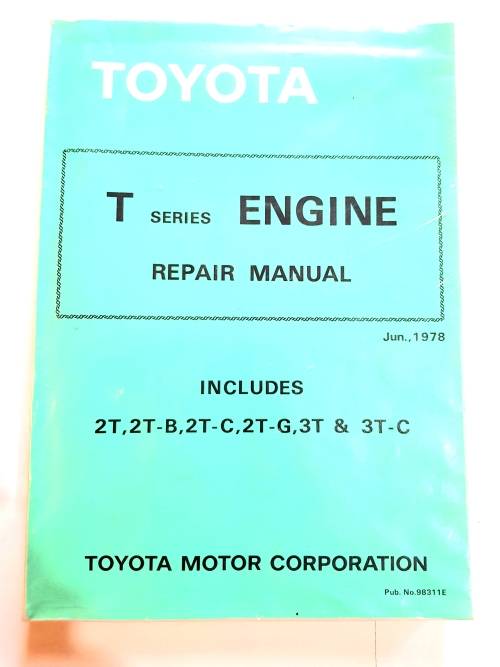 TOYOTA
T SERIES ENGINE
REPAIR MANUAL
Jun.,1978
INCLUDES
2T,2T-B,2T-C,2T-G,3T & 3T-C
TOYOTA MOTOR CORPORATION
Pub. No.98311E